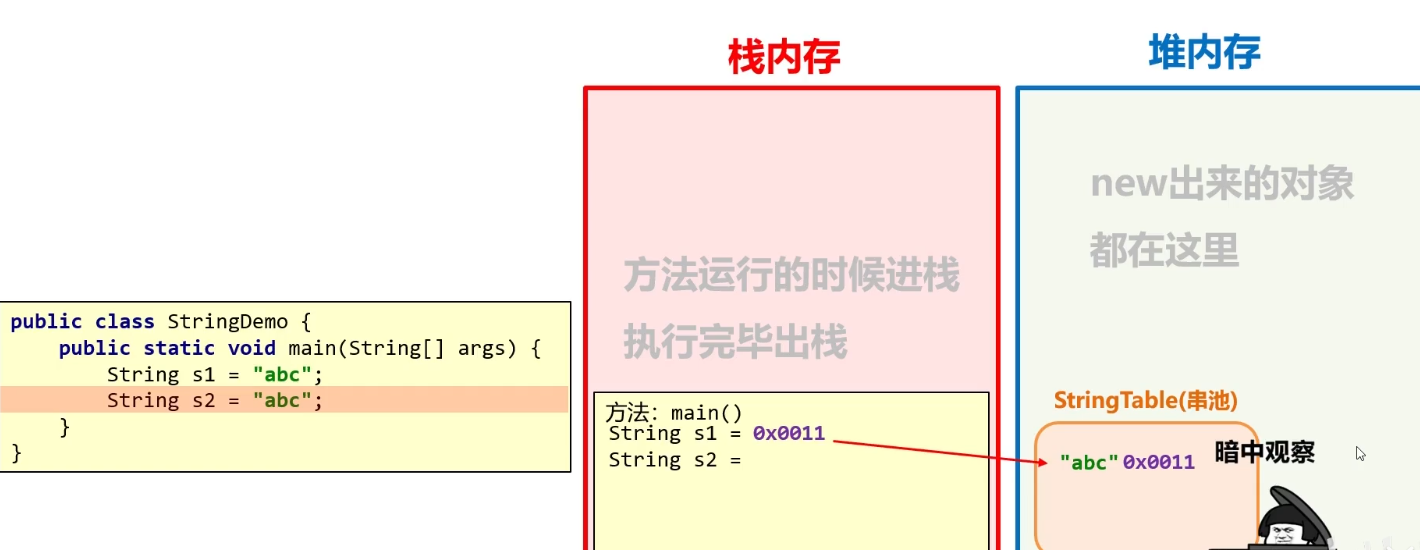 栈内存
堆内存
new出来的对象
都在这里
方法运行的时候进栈
执行完毕出栈
public class StringDemo {
    public static void main(String[] args) {
        String s1 = "abc";
        String s2 = "abc";
    }
}
方法：main()
String s1 = 0x0011
String s2 =
StringTable(串池)
"abc" 0x0011
暗中观察